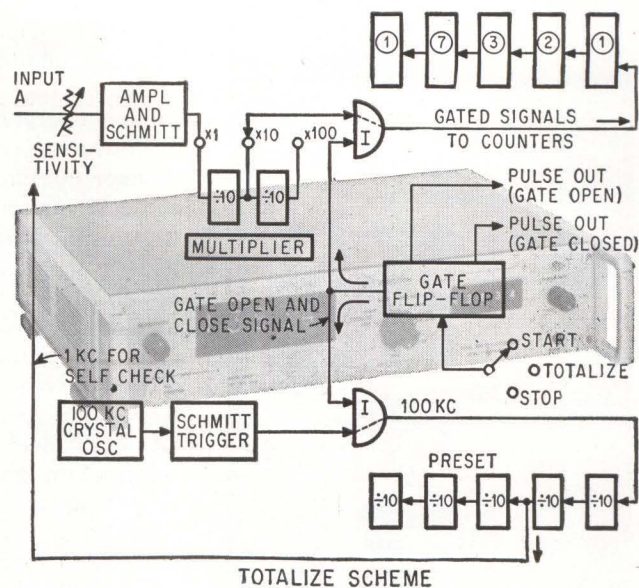 ① ⑦ ③ ② ①
INPUT
A
AMPL
AND
SCHMITT
SENSI-
TIVITY
x1
x10
x100
÷10
÷10
MULTIPLIER
I
GATED SIGNALS
TO COUNTERS
PULSE OUT
(GATE OPEN)
PULSE OUT
(GATE CLOSED)
GATE
FLIP-FLOP
GATE OPEN AND
CLOSE SIGNAL
START
TOTALIZE
STOP
1 KC FOR
SELF CHECK
100 KC
CRYSTAL
OSC
SCHMITT
TRIGGER
I
100 KC
PRESET
÷10 ÷10 ÷10 ÷10 ÷10
TOTALIZE SCHEME